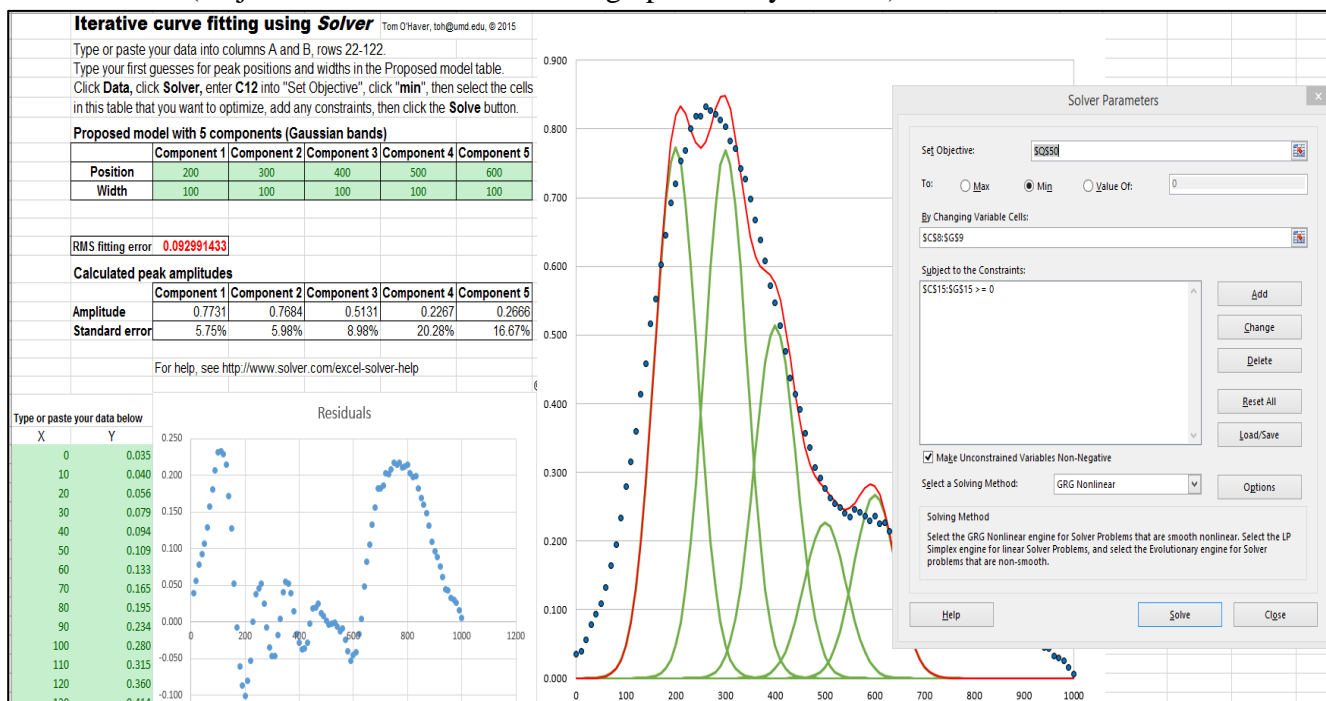 Iterative curve fitting using Solver Tom O'Haver, toh@umd.edu, © 2015
Type or paste your data into columns A and B, rows 22-122.
Type your first guesses for peak positions and widths in the Proposed model table.
Click Data, click Solver, enter C12 into "Set Objective", click "min", then select the cells
in this table that you want to optimize, add any constraints, then click the Solve button.
Proposed model with 5 components (Gaussian bands)
Component 1 Component 2 Component 3 Component 4 Component 5
Position 200 300 400 500 600
Width 100 100 100 100 100
RMS fitting error 0.092991433
Calculated peak amplitudes
Component 1 Component 2 Component 3 Component 4 Component 5
Amplitude 0.7731 0.7684 0.5131 0.2267 0.2666
Standard error 5.75% 5.98% 8.98% 20.28% 16.67%
For help, see http://www.solver.com/excel-solver-help
Type or paste your data below
X Y
0 0.035
10 0.040
20 0.056
30 0.079
40 0.094
50 0.109
60 0.133
70 0.165
80 0.195
90 0.234
100 0.280
110 0.315
120 0.360
Residuals
0.250
0.200
0.150
0.100
0.050
0.000
-0.050
-0.100
0 200 400 600 800 1000 1200
0.900
0.800
0.700
0.600
0.500
0.400
0.300
0.200
0.100
0.000
0 100 200 300 400 500 600 700 800 900 1000
Solver Parameters
x
Set Objective: $Q$50
To: Max Min Value Of: 0
By Changing Variable Cells:
$C$8:$G$9
Subject to the Constraints:
$C$15:$G$15 >= 0
Add
Change
Delete
Reset All
Load/Save
Make Unconstrained Variables Non-Negative
Select a Solving Method: GRG Nonlinear
Options
Solving Method
Select the GRG Nonlinear engine for Solver Problems that are smooth nonlinear. Select the LP
Simplex engine for linear Solver Problems, and select the Evolutionary engine for Solver
problems that are non-smooth.
Help
Solve
Close